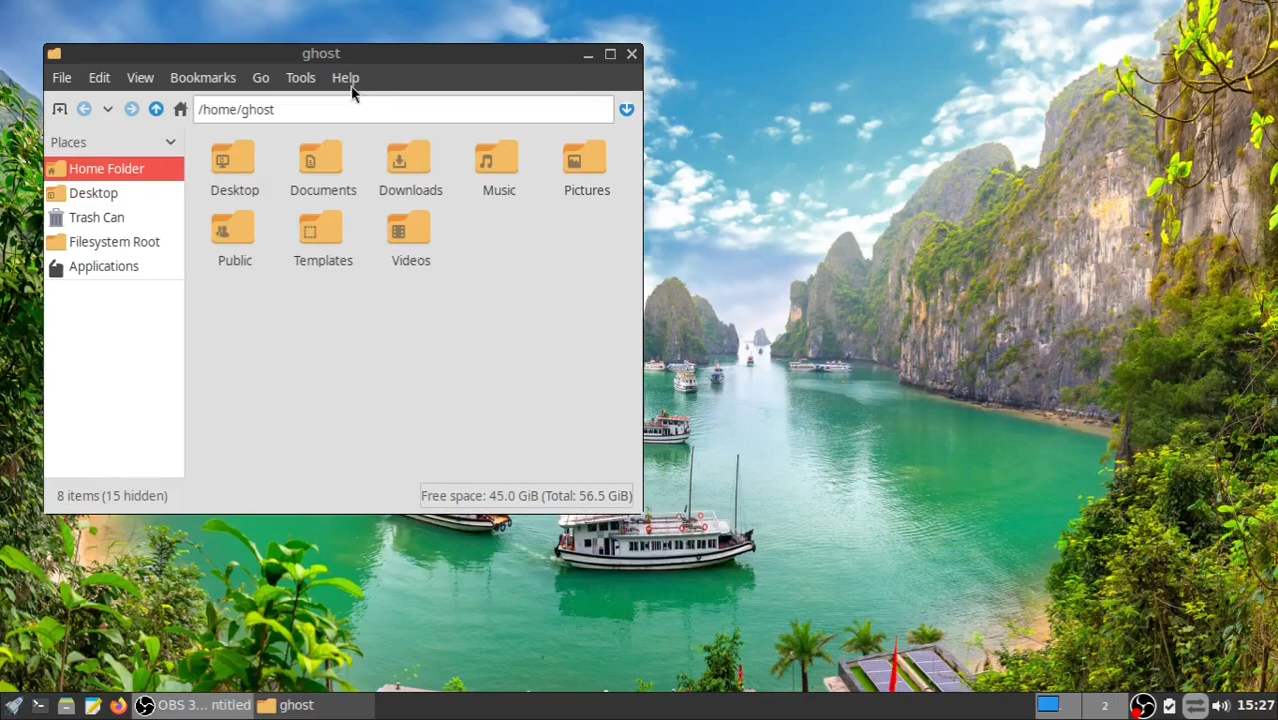 ghost
File Edit View Bookmarks Go Tools Help
/home/ghost
Places
Home Folder
Desktop
Trash Can
Filesystem Root
Applications
Desktop Documents Downloads Music Pictures
Public Templates Videos
8 items (15 hidden) Free space: 45.0 GiB (Total: 56.5 GiB)
OBS 3...ntitled ghost 2 15:27